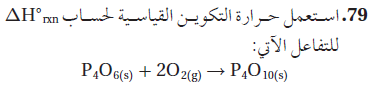 79. استعمل حرارة التكوين القياسية لحساب ΔH°rxn
للتفاعل الآتي:
P₄O₆(s) + 2O₂(g) → P₄O₁₀(s)